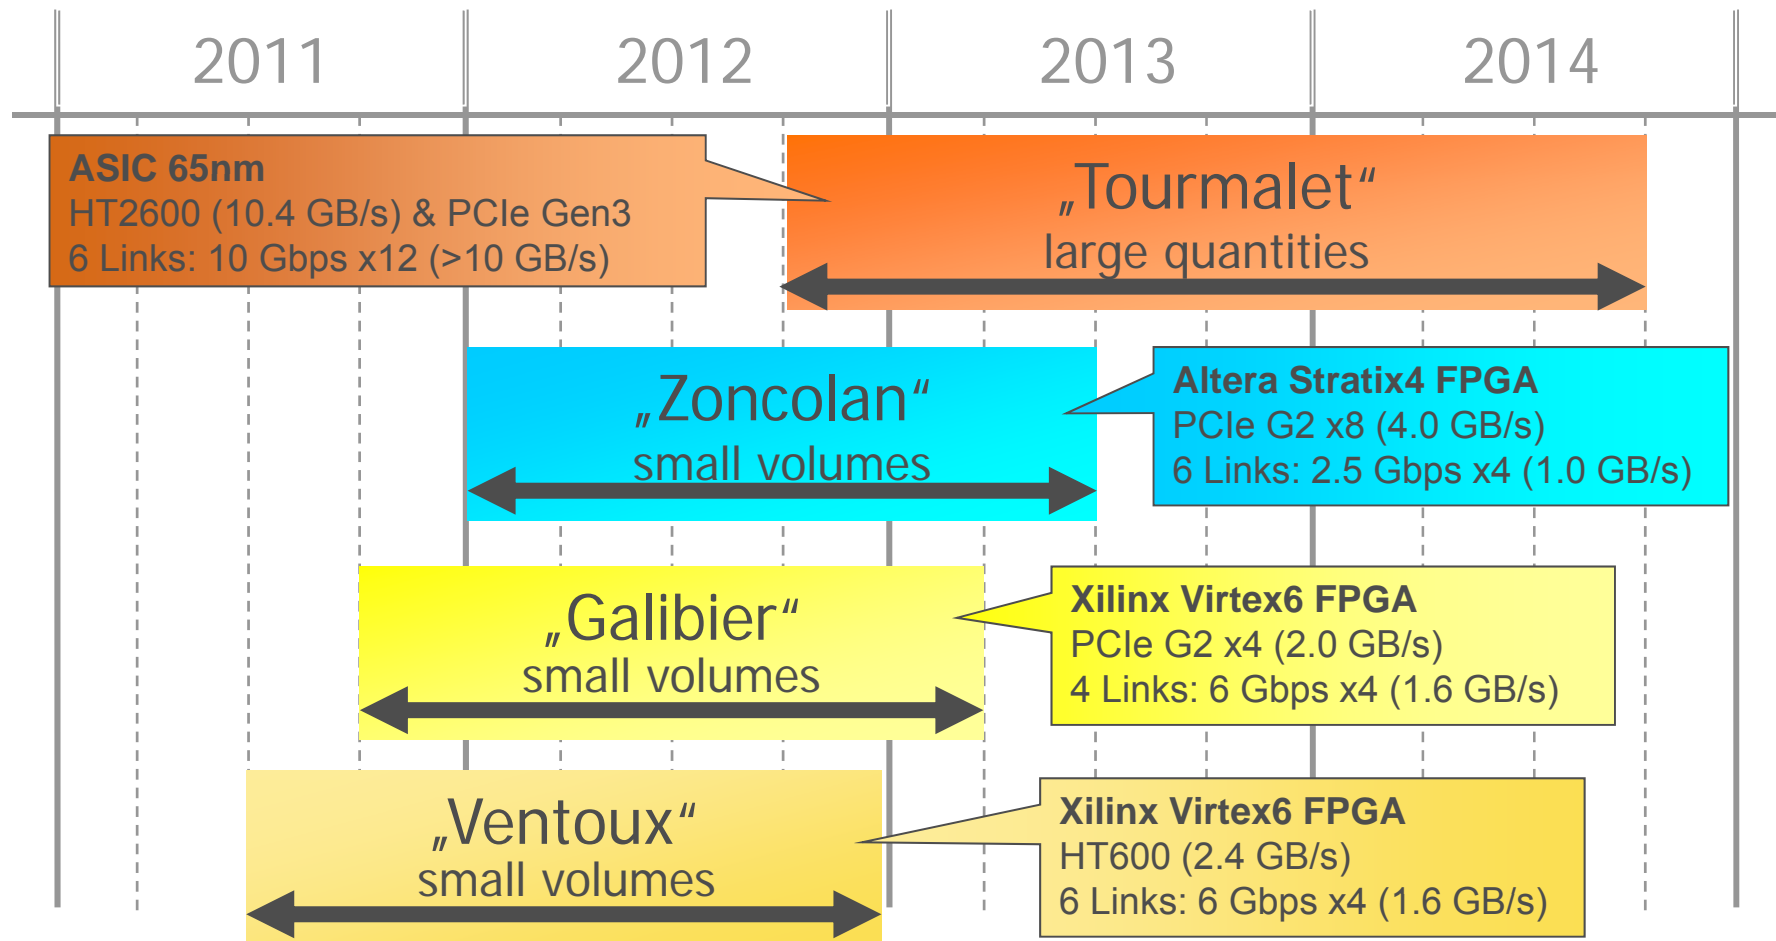 2011
2012
2013
2014
ASIC 65nm
HT2600 (10.4 GB/s) & PCIe Gen3
6 Links: 10 Gbps x12 (>10 GB/s)
„Tourmalet“
large quantities
„Zoncolan“
small volumes
Altera Stratix4 FPGA
PCIe G2 x8 (4.0 GB/s)
6 Links: 2.5 Gbps x4 (1.0 GB/s)
„Galibier“
small volumes
Xilinx Virtex6 FPGA
PCIe G2 x4 (2.0 GB/s)
4 Links: 6 Gbps x4 (1.6 GB/s)
„Ventoux“
small volumes
Xilinx Virtex6 FPGA
HT600 (2.4 GB/s)
6 Links: 6 Gbps x4 (1.6 GB/s)